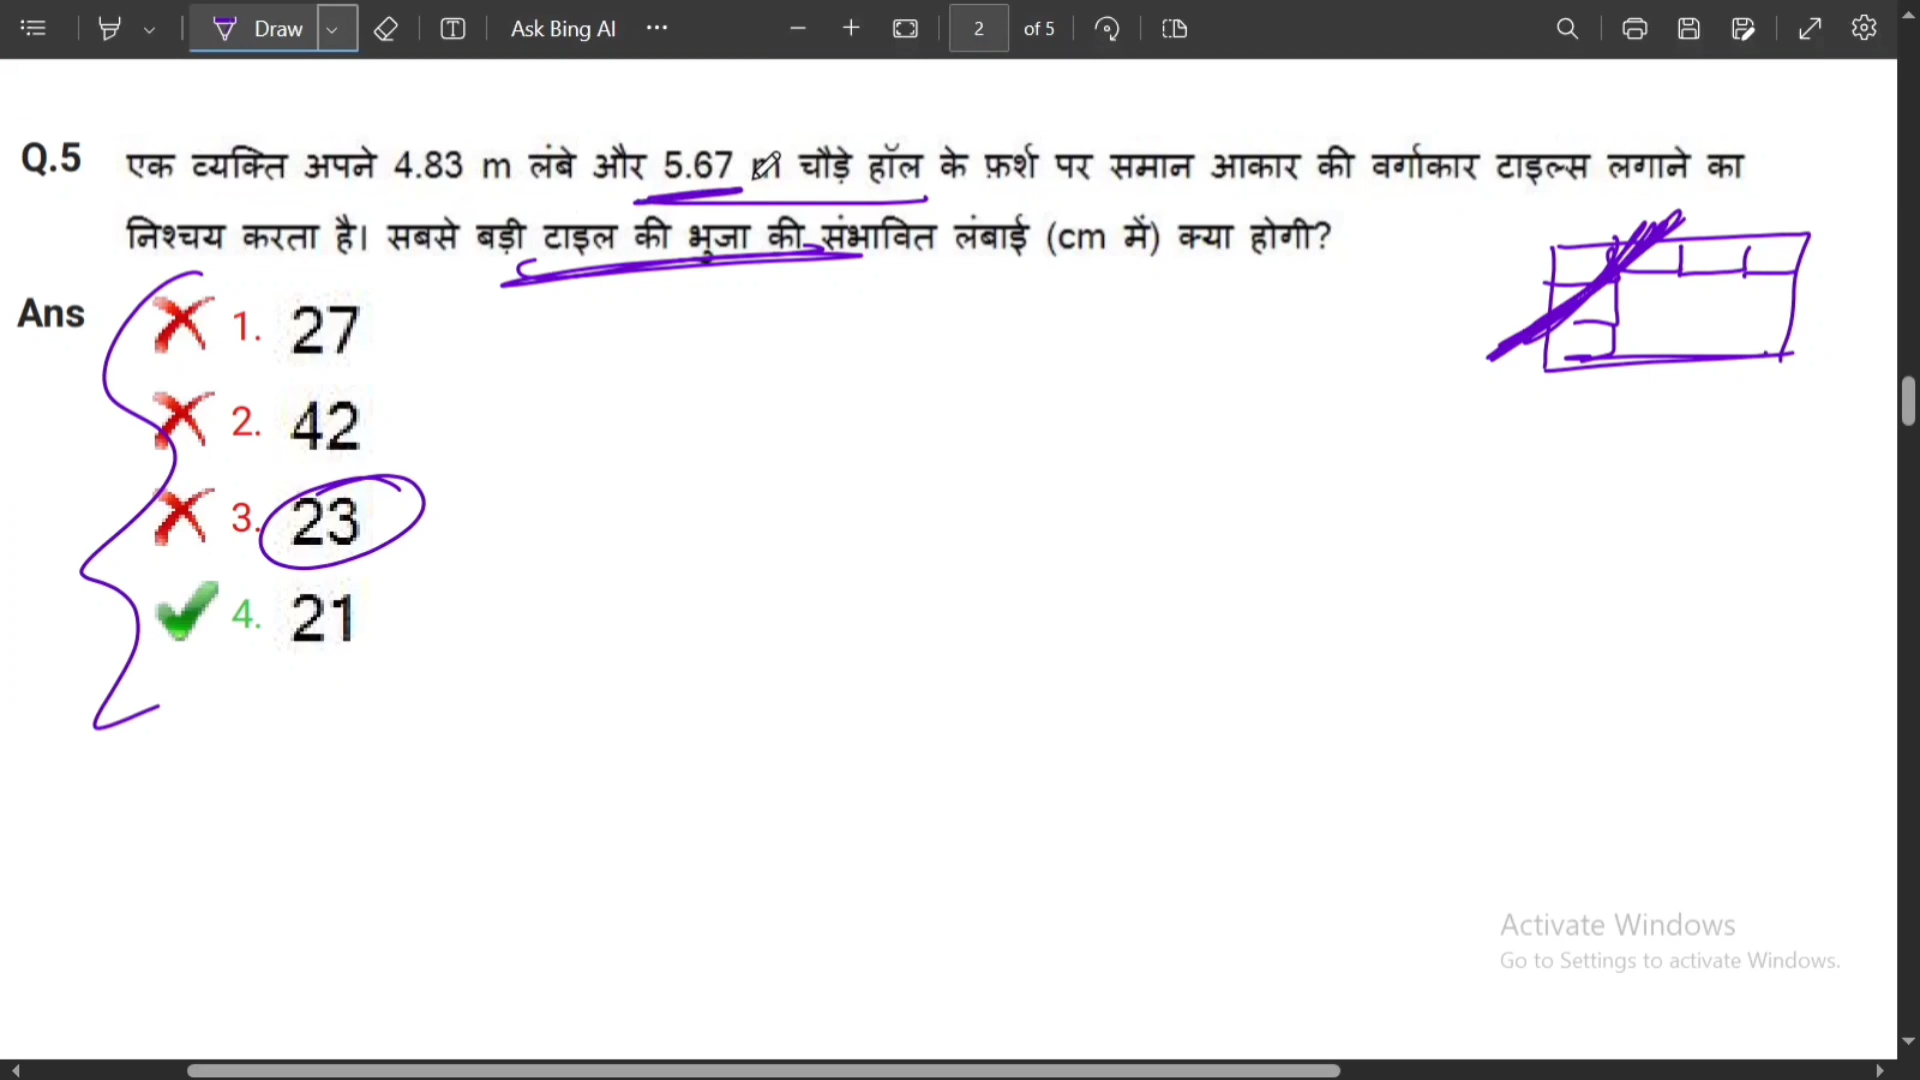 Draw
Ask Bing AI
2 of 5
Q.5 एक व्यक्ति अपने 4.83 m लंबे और 5.67 चौड़े हॉल के फ़र्श पर समान आकार की वर्गाकार टाइल्स लगाने का
निश्चय करता है। सबसे बड़ी टाइल की भुजा की संभावित लंबाई (cm में) क्या होगी?
Ans
1. 27
2. 42
3. 23
4. 21
Activate Windows
Go to Settings to activate Windows.